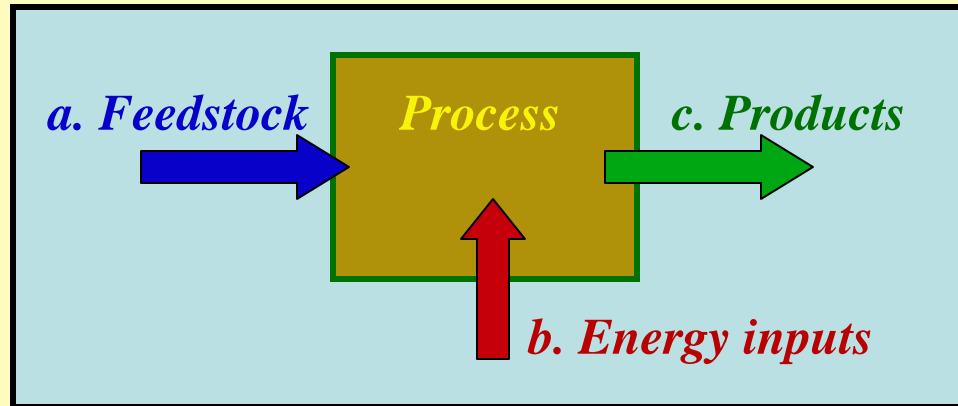 a. Feedstock
Process
c. Products
b. Energy inputs